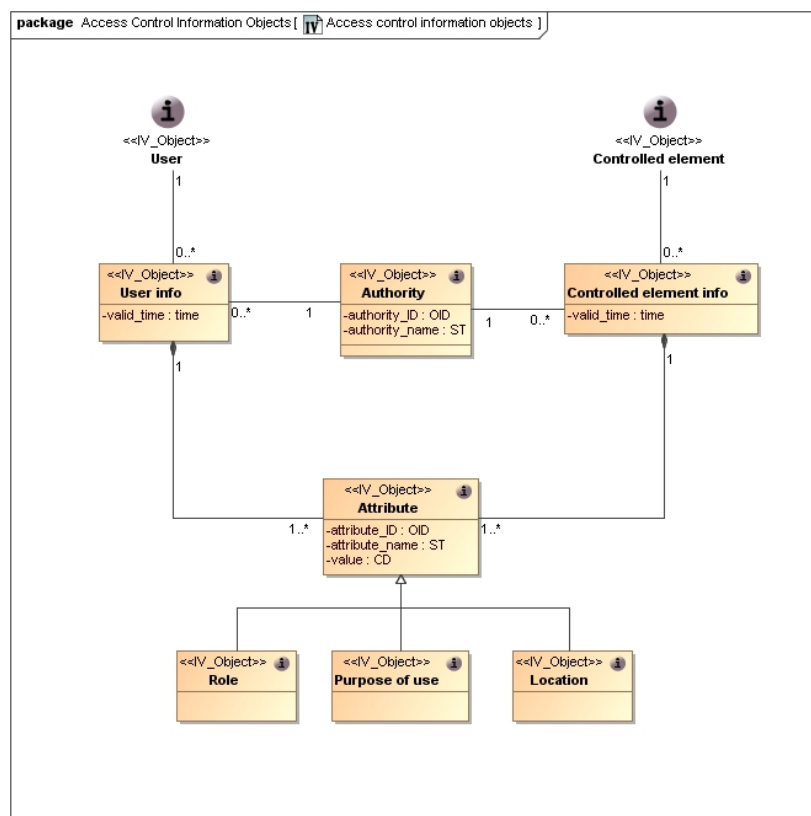 package Access Control Information Objects [ IV Access control information objects ]
<<IV_Object>>
User
1
0..*
<<IV_Object>>
Controlled element
1
0..*
<<IV_Object>>
User info
-valid_time : time
0..*
1
1
<<IV_Object>>
Authority
-authority_ID : OID
-authority_name : ST
1
0..*
<<IV_Object>>
Controlled element info
-valid_time : time
1
<<IV_Object>>
Attribute
-attribute_ID : OID
-attribute_name : ST
-value : CD
1..*
1..*
<<IV_Object>>
Role
<<IV_Object>>
Purpose of use
<<IV_Object>>
Location